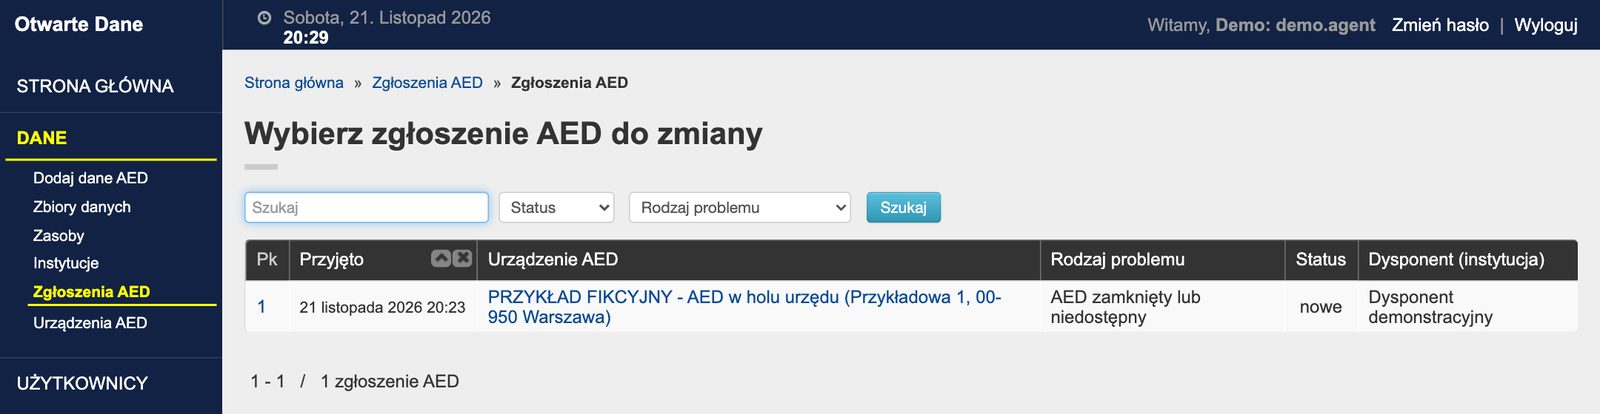 Otwarte Dane
Sobota, 21. Listopad 2026
20:29
Witamy, Demo: demo.agent Zmień hasło | Wyloguj
STRONA GŁÓWNA
DANE
Dodaj dane AED
Zbiory danych
Zasoby
Instytucje
Zgłoszenia AED
Urządzenia AED
UŻYTKOWNICY
Strona główna » Zgłoszenia AED » Zgłoszenia AED
Wybierz zgłoszenie AED do zmiany
Szukaj Status Rodzaj problemu Szukaj
Pk Przyjęto Urządzenie AED Rodzaj problemu Status Dysponent (instytucja)
1 21 listopada 2026 20:23 PRZYKŁAD FIKCYJNY - AED w holu urzędu (Przykładowa 1, 00-
950 Warszawa) AED zamknięty lub
niedostępny nowe Dysponent
demonstracyjny
1 - 1 / 1 zgłoszenie AED